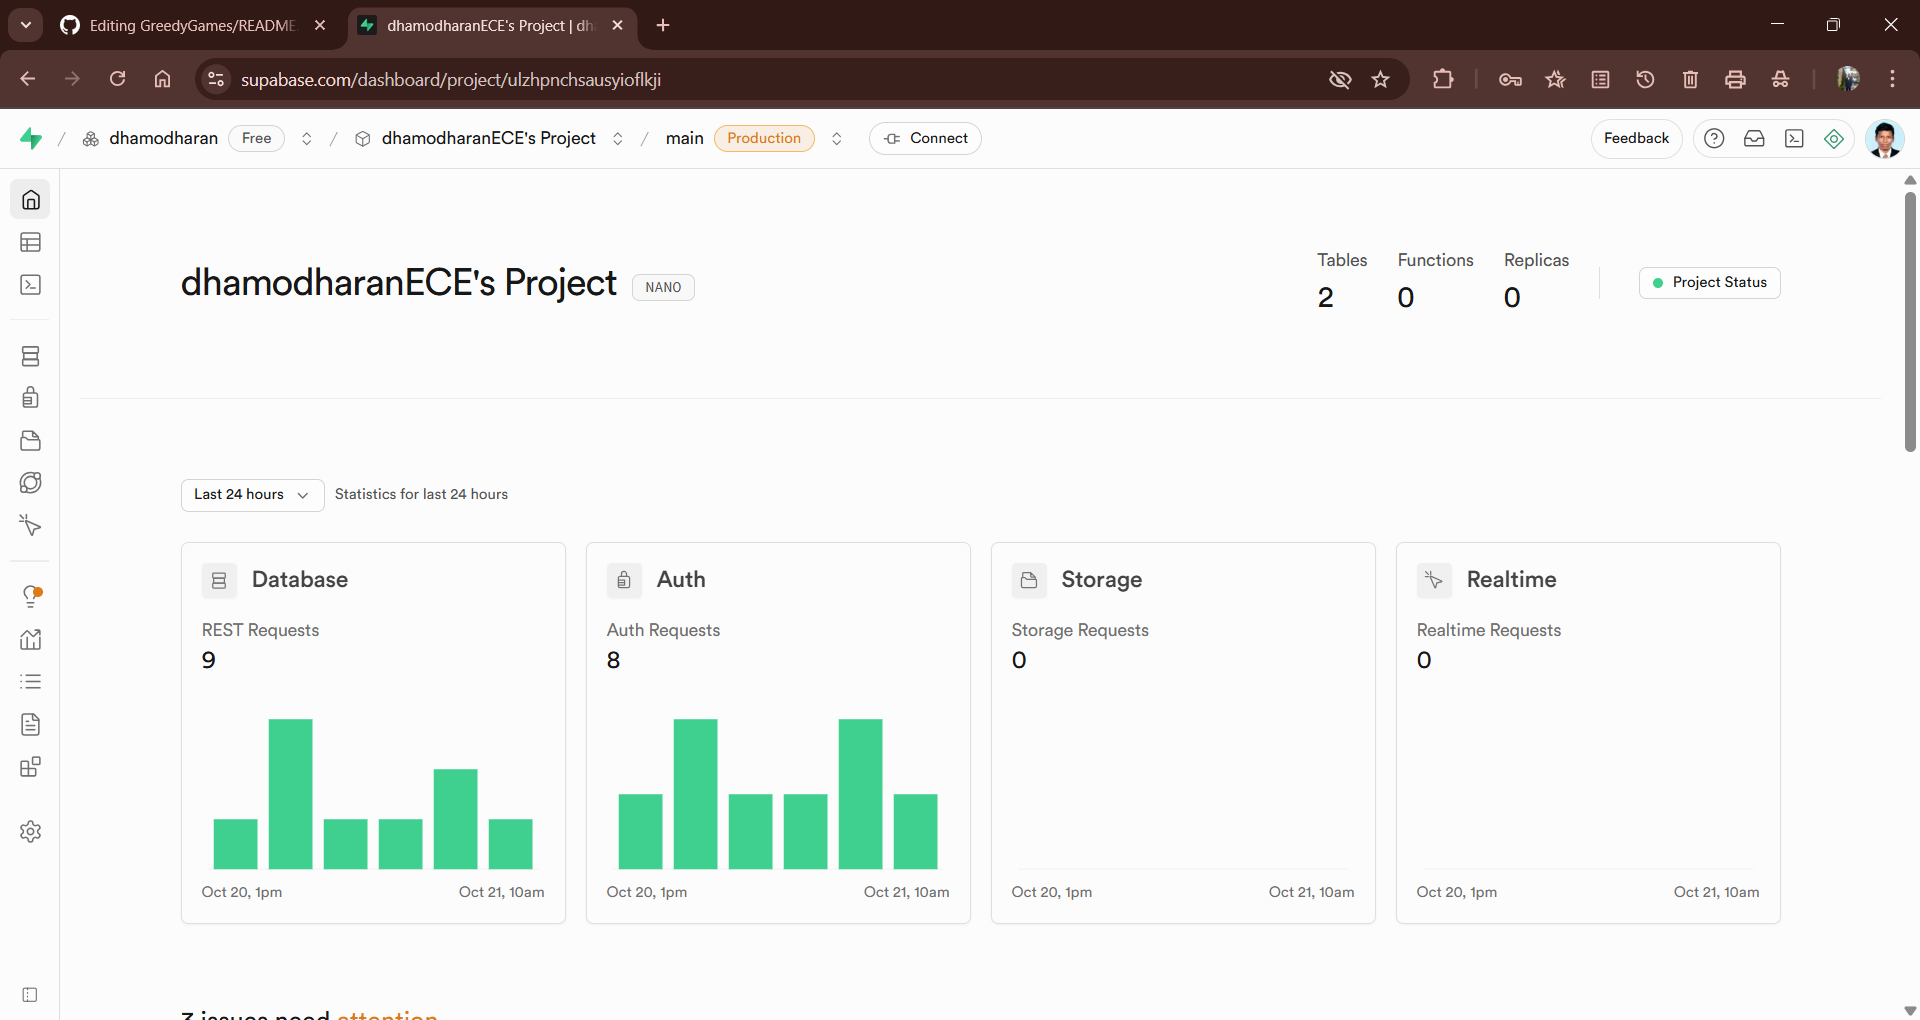 Editing GreedyGames/README.
dhamodharanECE's Project | dh
supabase.com/dashboard/project/ulzhpnchsausyioflkji
/ dhamodharan Free / dhamodharanECE's Project / main Production Connect Feedback
dhamodharanECE's Project NANO
Tables Functions Replicas
2 0 0
Project Status
Last 24 hours Statistics for last 24 hours
Database
REST Requests
9
Oct 20, 1pm Oct 21, 10am
Auth
Auth Requests
8
Oct 20, 1pm Oct 21, 10am
Storage
Storage Requests
0
Oct 20, 1pm Oct 21, 10am
Realtime
Realtime Requests
0
Oct 20, 1pm Oct 21, 10am
3 issues need attention